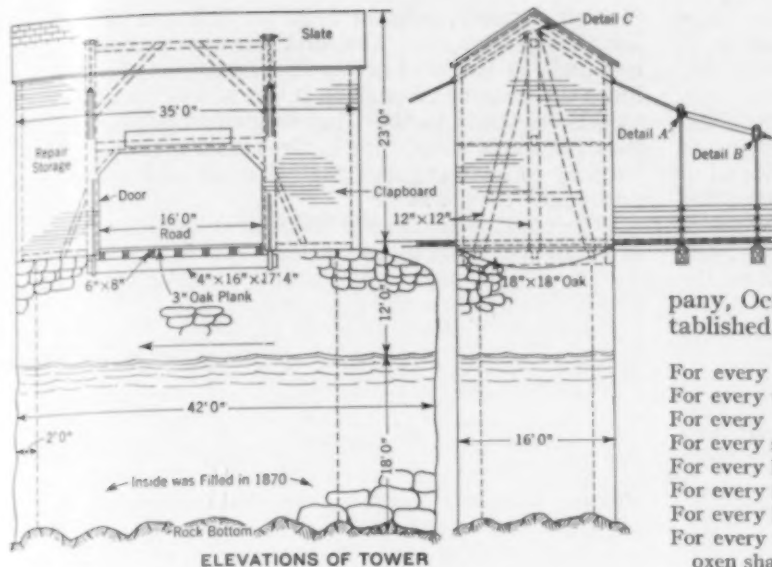 Slate
Detail C
35'0"
23'0"
Repair
Storage
Detail A
Detail B
Door
Clapboard
16'0"
Road
12"×12"
6"×8"
4"×16"×17'4"
3" Oak Plank
18"×18" Oak
12'0"
pany, Oc
tablished
42'0"
2'0"
18'0"
16'0"
Inside was Filled in 1870
Rock Bottom
ELEVATIONS OF TOWER
For every
For every
For every
For every
For every
For every
For every
For every
oxen sha